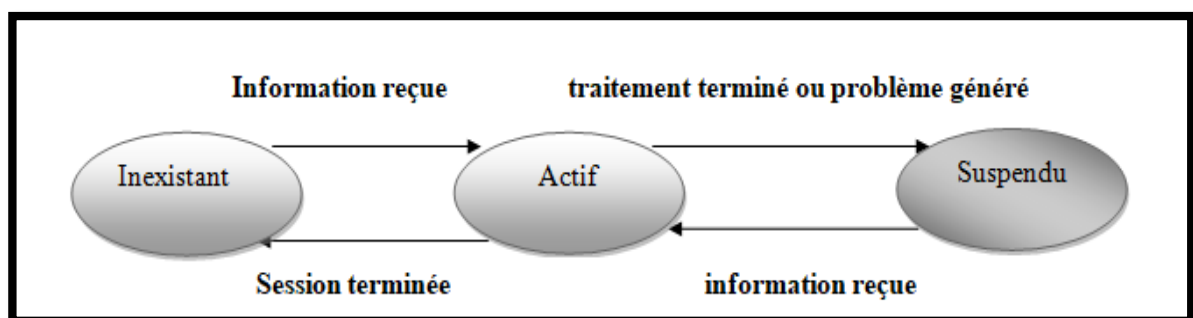 Information reçue
traitement terminé ou problème généré
Inexistant
Actif
Suspendu
Session terminée
information reçue